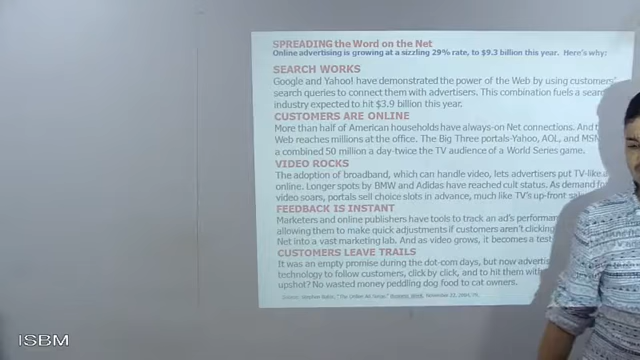 SPREADING the Word on the Net
Online advertising is growing at a sizzling 29% rate, to $9.3 billion this year. Here's why:
SEARCH WORKS
Google and Yahoo! have demonstrated the power of the Web by using customers'
search queries to connect them with advertisers. This combination fuels a
industry expected to hit $3.9 billion this year.
CUSTOMERS ARE ONLINE
More than half of American households have always-on Net connections. And
Web reaches millions at the office. The Big Three portals-Yahoo, AOL, and MSN
a combined 50 million a day-twice the TV audience of a World Series game.
VIDEO ROCKS
The adoption of broadband, which can handle video, lets advertisers put TV-like
online. Longer spots by BMW and Adidas have reached cult status. As demand
video soars, portals sell choice slots in advance, much like TV's up-front
FEEDBACK IS INSTANT
Marketers and online publishers have tools to track an ad's
allowing them to make quick adjustments if customers aren't clicking
Net into a vast marketing lab. And as video grows, it becomes a test
CUSTOMERS LEAVE TRAILS
It was an empty promise during the dot-com days, but now
technology to follow customers, click by click, and to hit them with
upshot? No wasted money peddling dog food to cat owners.
ISBM